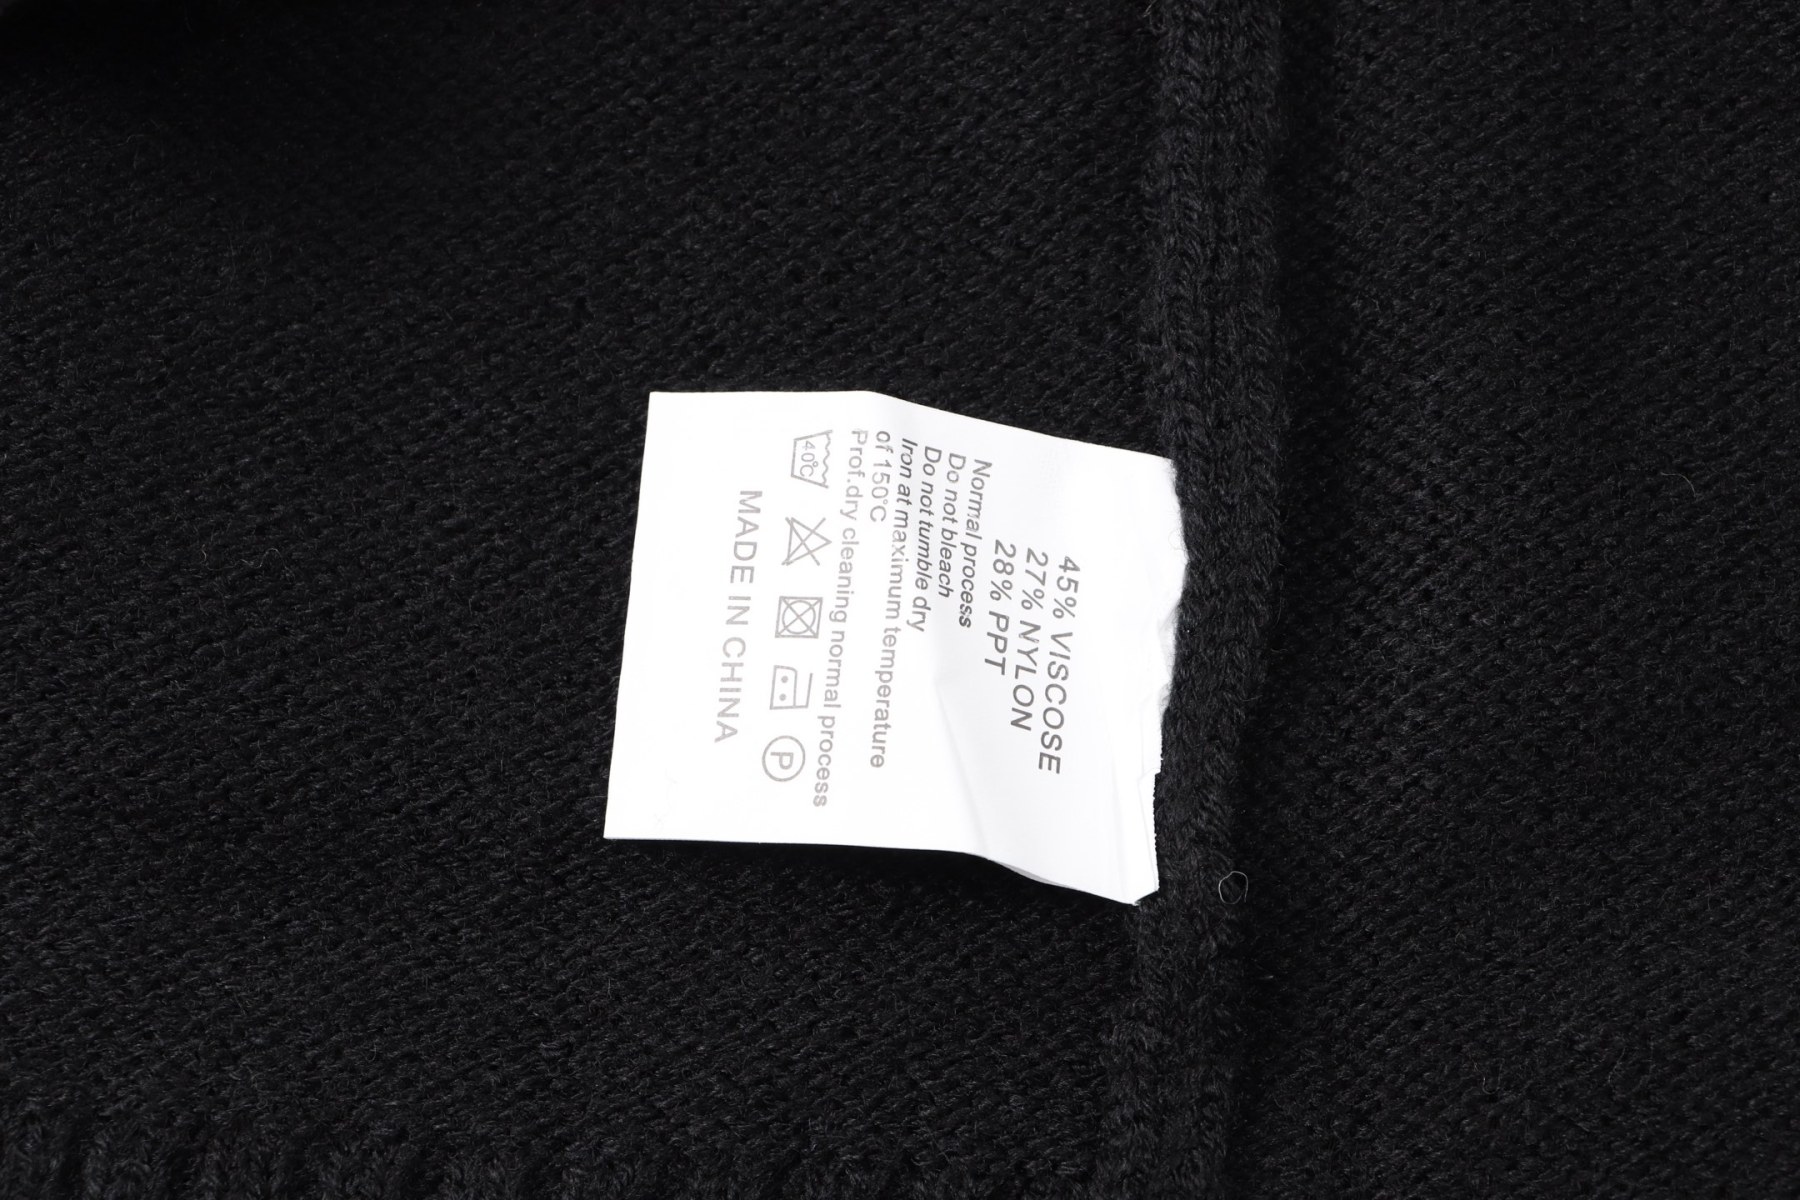 45% VISCOSE
27% NYLON
28% PPT
Normal process
Do not bleach
Do not tumble dry
Iron at maximum temperature
of 150°C
Prof.dry cleaning normal process
40°C
P
MADE IN CHINA